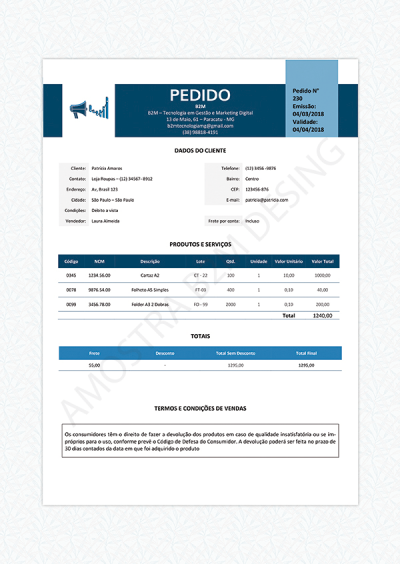 PEDIDO
B2M
B2M – Tecnologia em Gestão e Marketing Digital
13 de Maio, 61 – Paracatu - MG
b2mtecnologiamg@gmail.com
(38) 98818-4191
Pedido N°
230
Emissão:
04/03/2018
Validade:
04/04/2018
DADOS DO CLIENTE
Cliente: Patrícia Amaros Telefone: (12) 3456 -9876
Contato: Loja Roupas – (12) 34567-8912 Bairro: Centro
Endereço: Av, Brasil 125 CEP: 123456-876
Cidade: São Paulo – São Paulo E-mail: patricia@patricia.com
Condições: Débito a vista
Vendedor: Laura Almeida Frete por conta: Incluso
PRODUTOS E SERVIÇOS
Código NCM Descrição Lote Qtd. Unidade Valor Unitário Valor Total
0345 1234.56.00 Cartaz A2 CT - 22 100 1 10,00 1000,00
0078 9876.54.00 Folheto A5 Simples FT-03 400 1 0,10 40,00
0099 3456.78.00 Folder A3 2 Dobras FO - 99 2000 1 0,10 200,00
Total 1240,00
TOTAIS
Frete Desconto Total Sem Desconto Total Final
55,00 - 1295,00 1295,00
TERMOS E CONDIÇÕES DE VENDAS
Os consumidores têm o direito de fazer a devolução dos produtos em caso de qualidade insatisfatória ou se im-
próprios para o uso, conforme prevê o Código de Defesa do Consumidor. A devolução poderá ser feita no prazo de
30 dias contados da data em que foi adquirido o produto
AMOSTRA B2M DESING